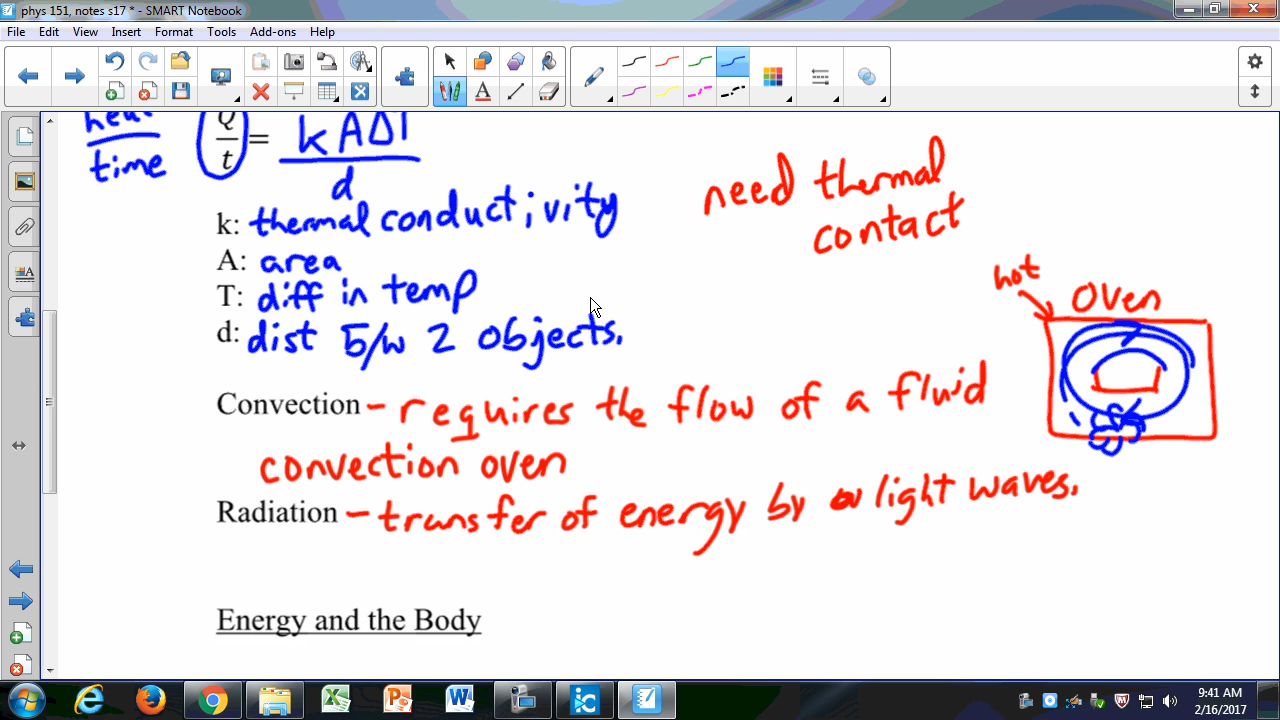 phys 151, notes s17 * - SMART Notebook
File Edit View Insert Format Tools Add-ons Help
heat
time
Q
t
=
k A Δ T
d
need thermal
contact
k: thermal conductivity
A: area
T: diff in temp
d: dist b/w 2 objects.
hot
oven
Convection - requires the flow of a fluid
convection oven
Radiation - transfer of energy by light waves.
Energy and the Body
9:41 AM
2/16/2017